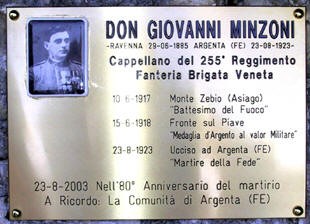 DON GIOVANNI MINZONI
-RAVENNA 29-06-1885 ARGENTA (FE) 23-08-1923-
Cappellano del 255° Reggimento
Fanteria Brigata Veneta
10-6-1917 Monte Zebio (Asiago)
"Battesimo del Fuoco"
15-6-1918 Fronte sul Piave
"Medaglia d'Argento al valor Militare"
23-8-1923 Ucciso ad Argenta (FE)
"Martire della Fede"
23-8-2003 Nell'80° Anniversario del martirio
A Ricordo: La Comunità di Argenta (FE)